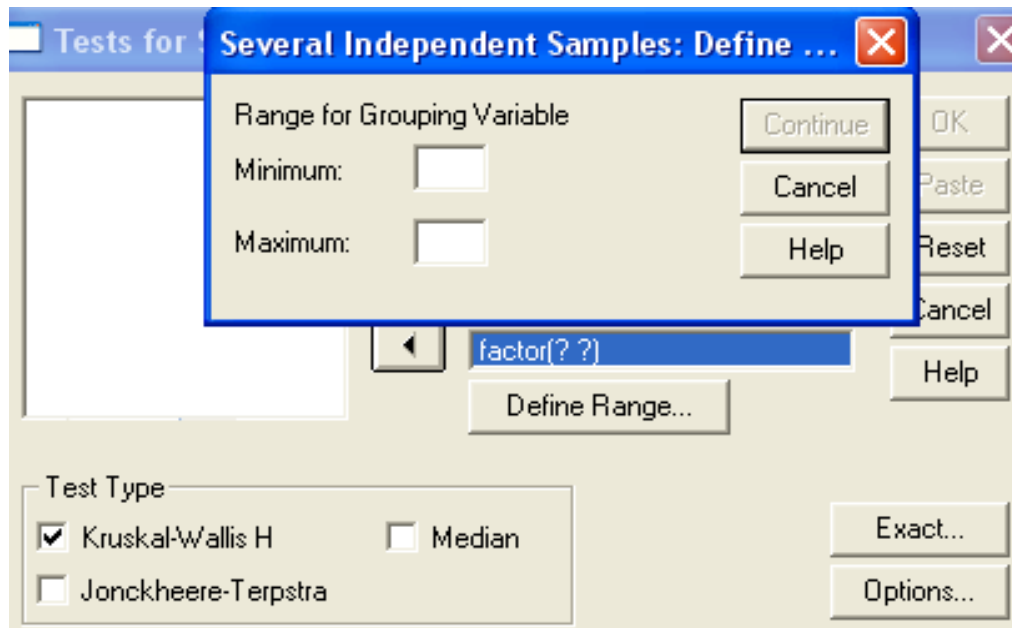 Tests for S
Several Independent Samples: Define ...
Range for Grouping Variable
Minimum:
Maximum:
Continue
Cancel
Help
OK
Paste
Reset
Cancel
Help
factor(? ?)
Define Range...
Test Type
Kruskal-Wallis H
Median
Jonckheere-Terpstra
Exact...
Options...